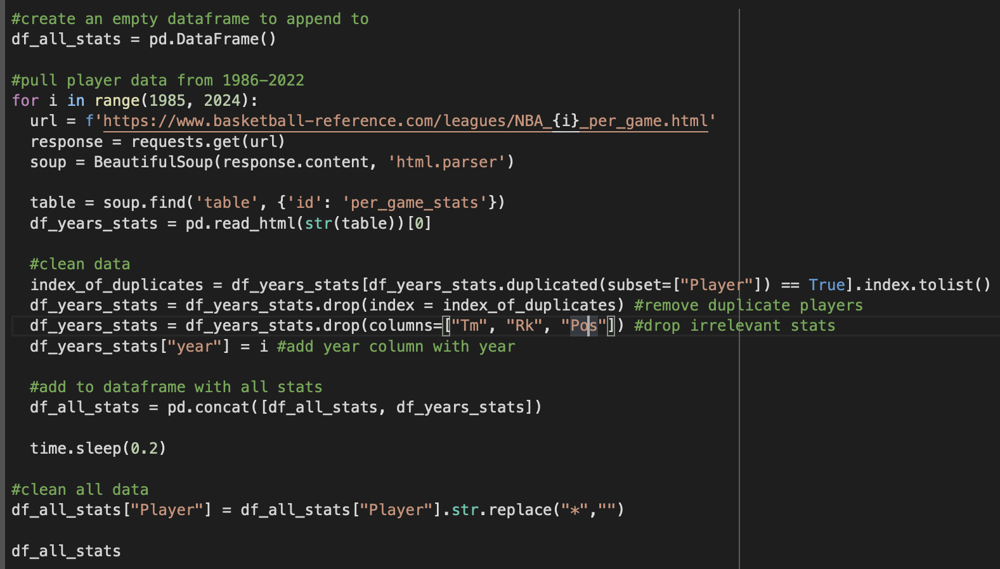 #create an empty dataframe to append to
df_all_stats = pd.DataFrame()
#pull player data from 1986-2022
for i in range(1985, 2024):
  url = f'https://www.basketball-reference.com/leagues/NBA_{i}_per_game.html'
  response = requests.get(url)
  soup = BeautifulSoup(response.content, 'html.parser')
  table = soup.find('table', {'id': 'per_game_stats'})
  df_years_stats = pd.read_html(str(table))[0]
  #clean data
  index_of_duplicates = df_years_stats[df_years_stats.duplicated(subset=["Player"]) == True].index.tolist()
  df_years_stats = df_years_stats.drop(index = index_of_duplicates) #remove duplicate players
  df_years_stats = df_years_stats.drop(columns=["Tm", "Rk", "Pos"]) #drop irrelevant stats
  df_years_stats["year"] = i #add year column with year
  #add to dataframe with all stats
  df_all_stats = pd.concat([df_all_stats, df_years_stats])
  time.sleep(0.2)
#clean all data
df_all_stats["Player"] = df_all_stats["Player"].str.replace("*","")
df_all_stats